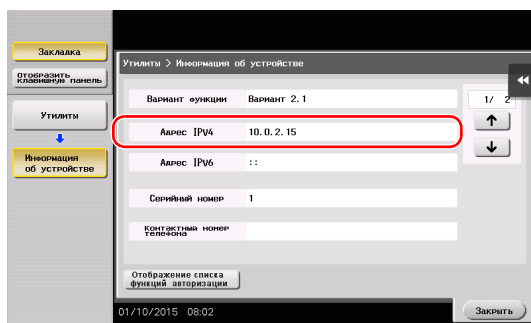 Закладка
Отобразить
клавишную панель
Утилиты
Информация
об устройстве
Утилиты > Информация об устройстве
Вариант функции Вариант 2.1
1/ 2
Адрес IPV4 10.0.2.15
Адрес IPV6 ::
Серийный номер 1
Контактный номер
телефона
Отображение списка
функций авторизации
01/10/2015 08:02
Закрыть